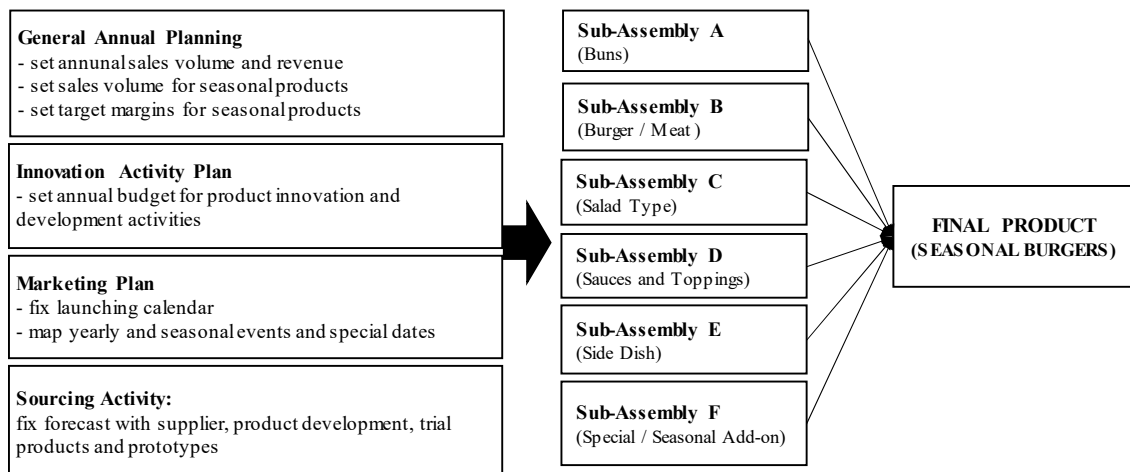 General Annual Planning
- set annunal sales volume and revenue
- set sales volume for seasonal products
- set target margins for seasonal products
Innovation Activity Plan
- set annual budget for product innovation and
development activities
Marketing Plan
- fix launching calendar
- map yearly and seasonal events and special dates
Sourcing Activity:
fix forecast with supplier, product development, trial
products and prototypes
Sub-Assembly A
(Buns)
Sub-Assembly B
(Burger / Meat )
Sub-Assembly C
(Salad Type)
Sub-Assembly D
(Sauces and Toppings)
Sub-Assembly E
(Side Dish)
Sub-Assembly F
(Special / Seasonal Add-on)
FINAL PRODUCT
(SEASONAL BURGERS)